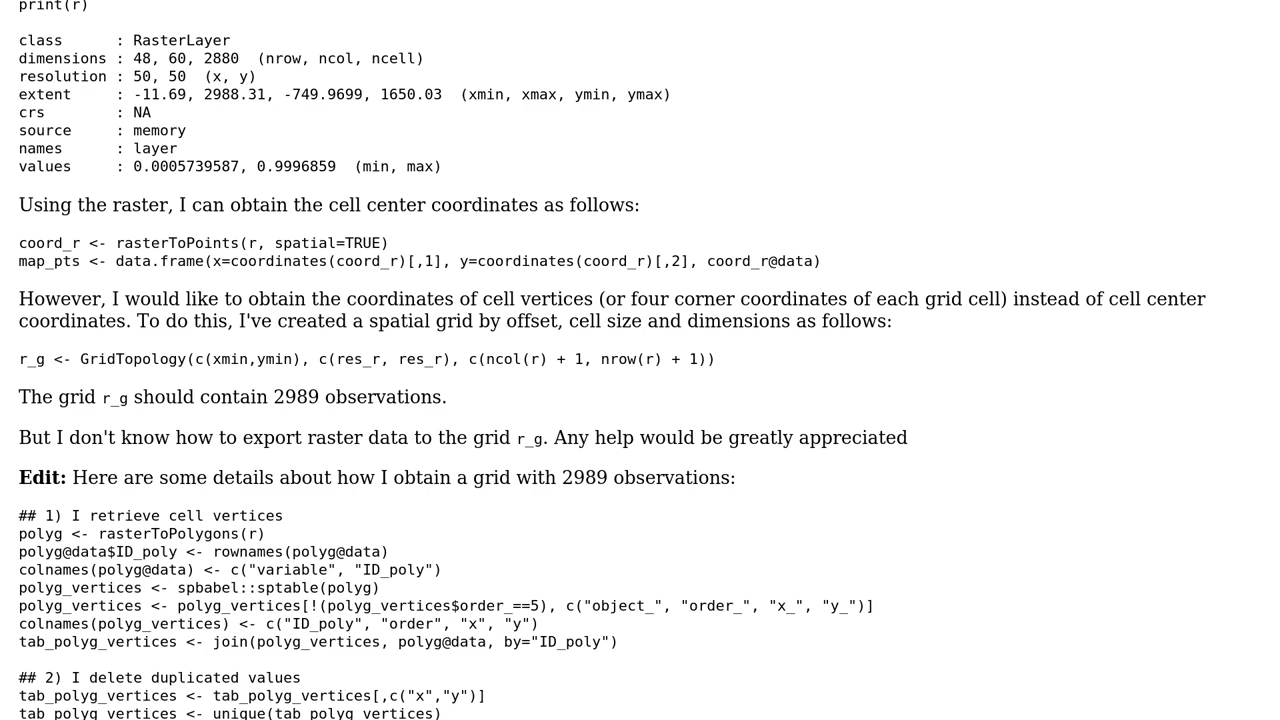 print(r)
class      : RasterLayer
dimensions : 48, 60, 2880  (nrow, ncol, ncell)
resolution : 50, 50  (x, y)
extent     : -11.69, 2988.31, -749.9699, 1650.03  (xmin, xmax, ymin, ymax)
crs        : NA
source     : memory
names      : layer
values     : 0.0005739587, 0.9996859  (min, max)
Using the raster, I can obtain the cell center coordinates as follows:
coord_r <- rasterToPoints(r, spatial=TRUE)
map_pts <- data.frame(x=coordinates(coord_r)[,1], y=coordinates(coord_r)[,2], coord_r@data)
However, I would like to obtain the coordinates of cell vertices (or four corner coordinates of each grid cell) instead of cell center
coordinates. To do this, I've created a spatial grid by offset, cell size and dimensions as follows:
r_g <- GridTopology(c(xmin,ymin), c(res_r, res_r), c(ncol(r) + 1, nrow(r) + 1))
The grid r_g should contain 2989 observations.
But I don't know how to export raster data to the grid r_g. Any help would be greatly appreciated
Edit: Here are some details about how I obtain a grid with 2989 observations:
## 1) I retrieve cell vertices
polyg <- rasterToPolygons(r)
polyg@data$ID_poly <- rownames(polyg@data)
colnames(polyg@data) <- c("variable", "ID_poly")
polyg_vertices <- spbabel::sptable(polyg)
polyg_vertices <- polyg_vertices[!(polyg_vertices$order_==5), c("object_", "order_", "x_", "y_")]
colnames(polyg_vertices) <- c("ID_poly", "order", "x", "y")
tab_polyg_vertices <- join(polyg_vertices, polyg@data, by="ID_poly")
## 2) I delete duplicated values
tab_polyg_vertices <- tab_polyg_vertices[,c("x","y")]
tab_polyg_vertices <- unique(tab_polyg_vertices)